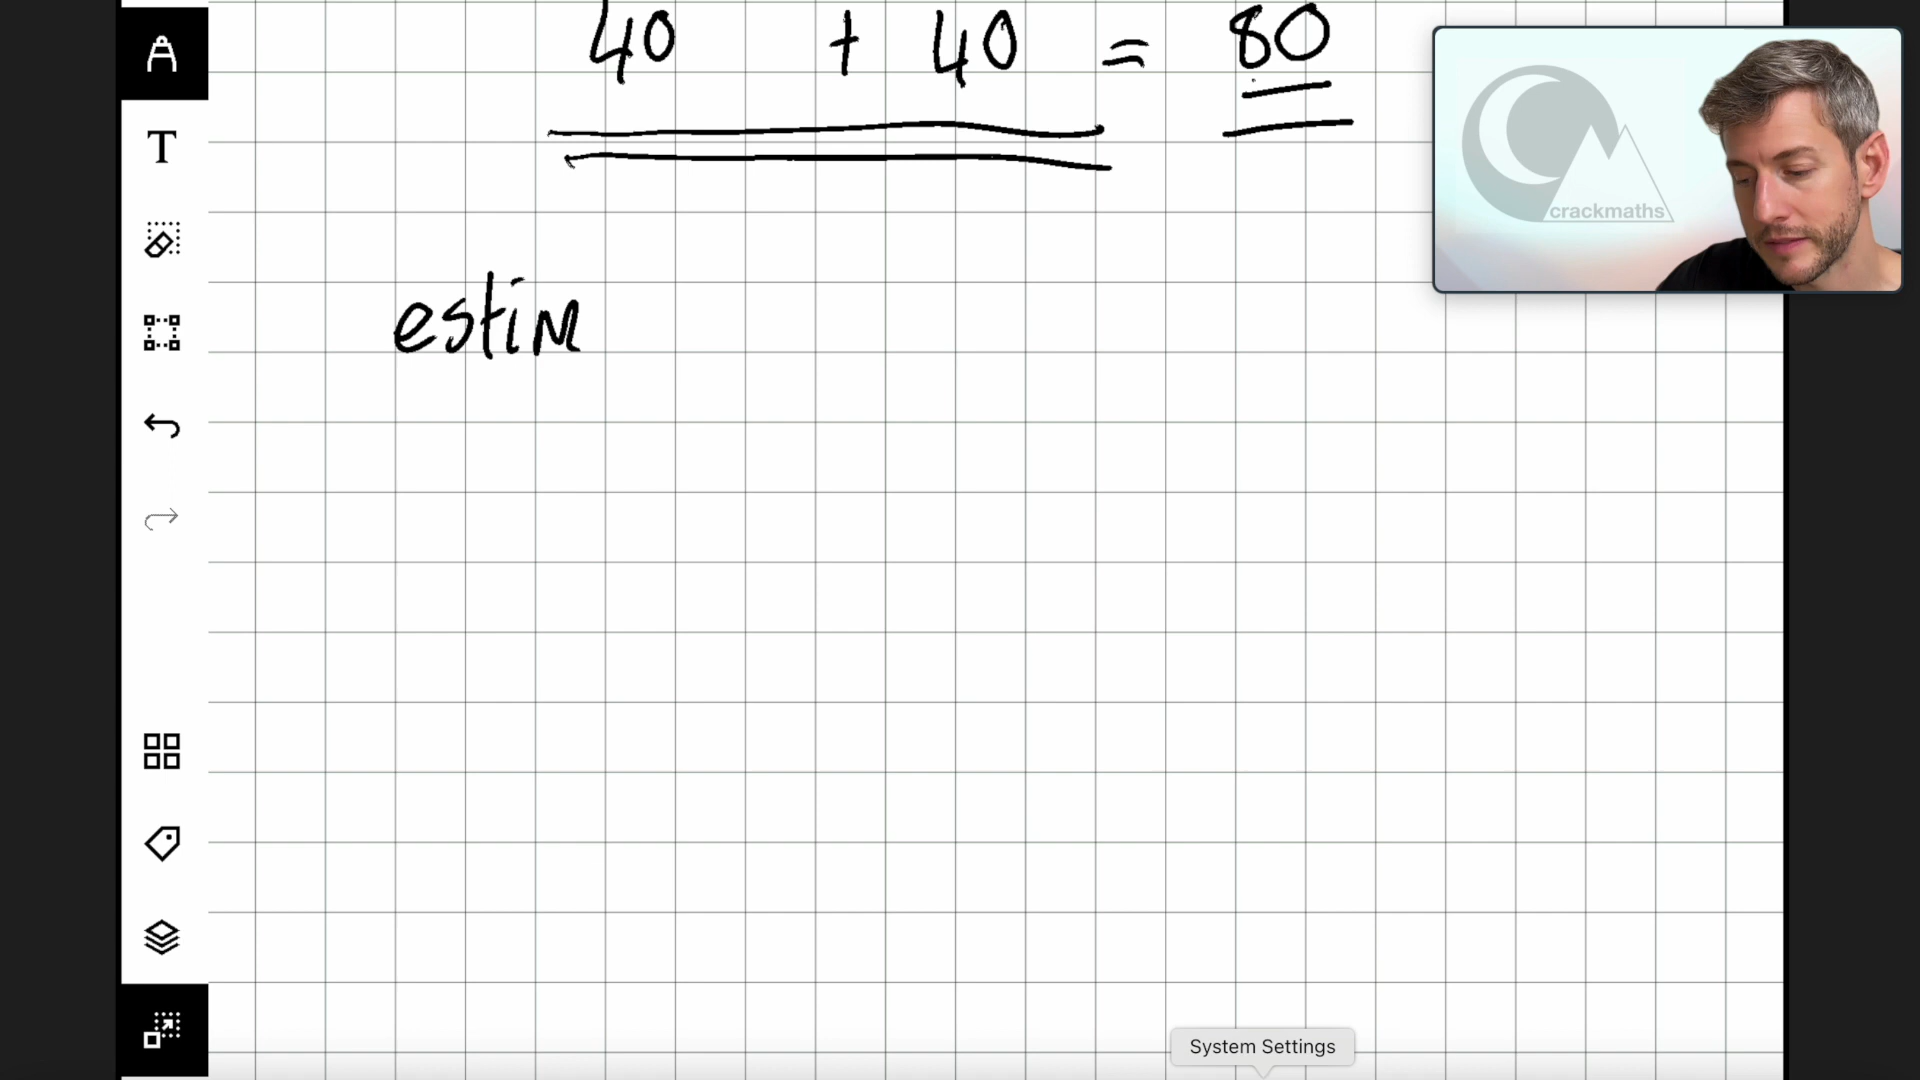 40 + 40 = 80
crackmaths
estim
T
System Settings